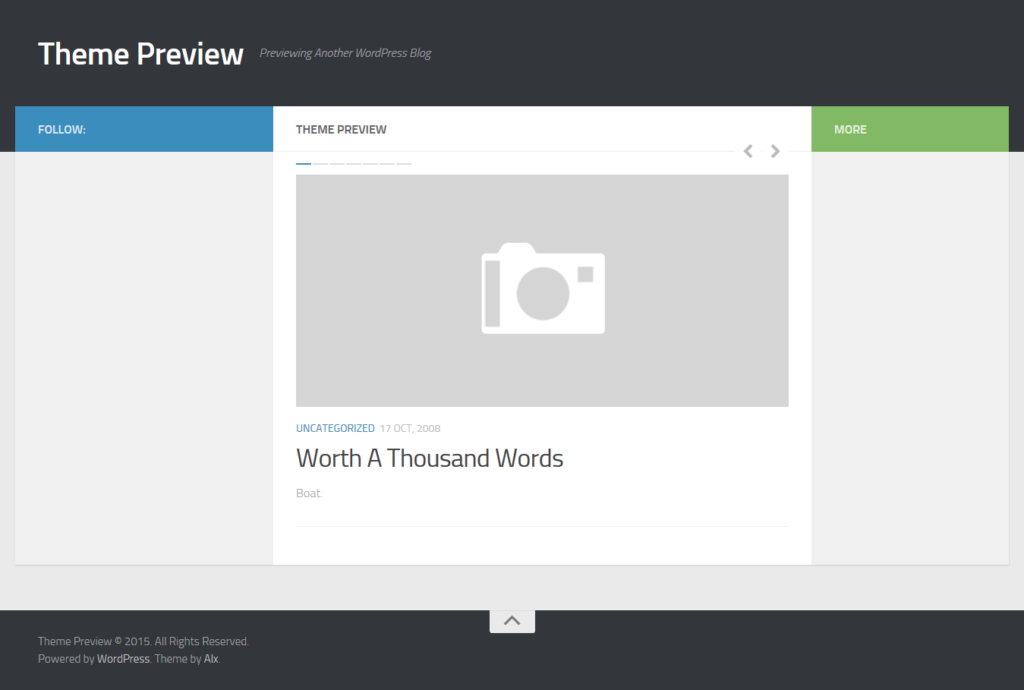 Theme Preview
Previewing Another WordPress Blog
FOLLOW:
THEME PREVIEW
MORE
UNCATEGORIZED 17 OCT, 2008
Worth A Thousand Words
Boat.
Theme Preview © 2015. All Rights Reserved.
Powered by WordPress. Theme by Alx.